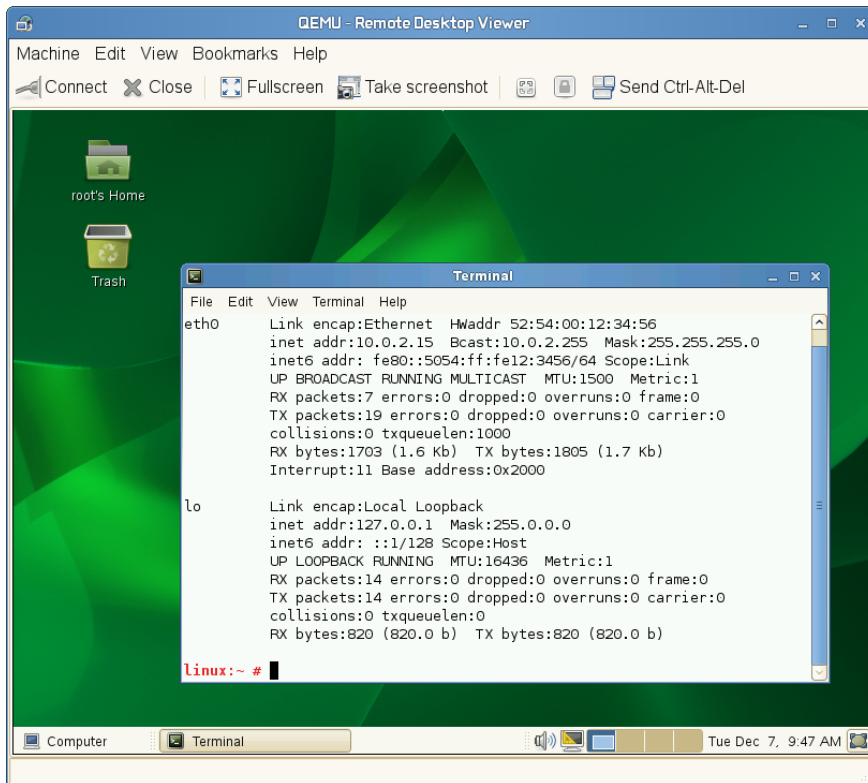 QEMU - Remote Desktop Viewer
Machine Edit View Bookmarks Help
Connect Close Fullscreen Take screenshot Send Ctrl-Alt-Del
root's Home
Trash
Terminal
File Edit View Terminal Help
eth0 Link encap:Ethernet HWaddr 52:54:00:12:34:56
inet addr:10.0.2.15 Bcast:10.0.2.255 Mask:255.255.255.0
inet6 addr: fe80::5054:ff:fe12:3456/64 Scope:Link
UP BROADCAST RUNNING MULTICAST MTU:1500 Metric:1
RX packets:7 errors:0 dropped:0 overruns:0 frame:0
TX packets:19 errors:0 dropped:0 overruns:0 carrier:0
collisions:0 txqueuelen:1000
RX bytes:1703 (1.6 Kb) TX bytes:1805 (1.7 Kb)
Interrupt:11 Base address:0x2000
lo Link encap:Local Loopback
inet addr:127.0.0.1 Mask:255.0.0.0
inet6 addr: ::1/128 Scope:Host
UP LOOPBACK RUNNING MTU:16436 Metric:1
RX packets:14 errors:0 dropped:0 overruns:0 frame:0
TX packets:14 errors:0 dropped:0 overruns:0 carrier:0
collisions:0 txqueuelen:0
RX bytes:820 (820.0 b) TX bytes:820 (820.0 b)
linux:~ #
Computer Terminal Tue Dec 7, 9:47 AM